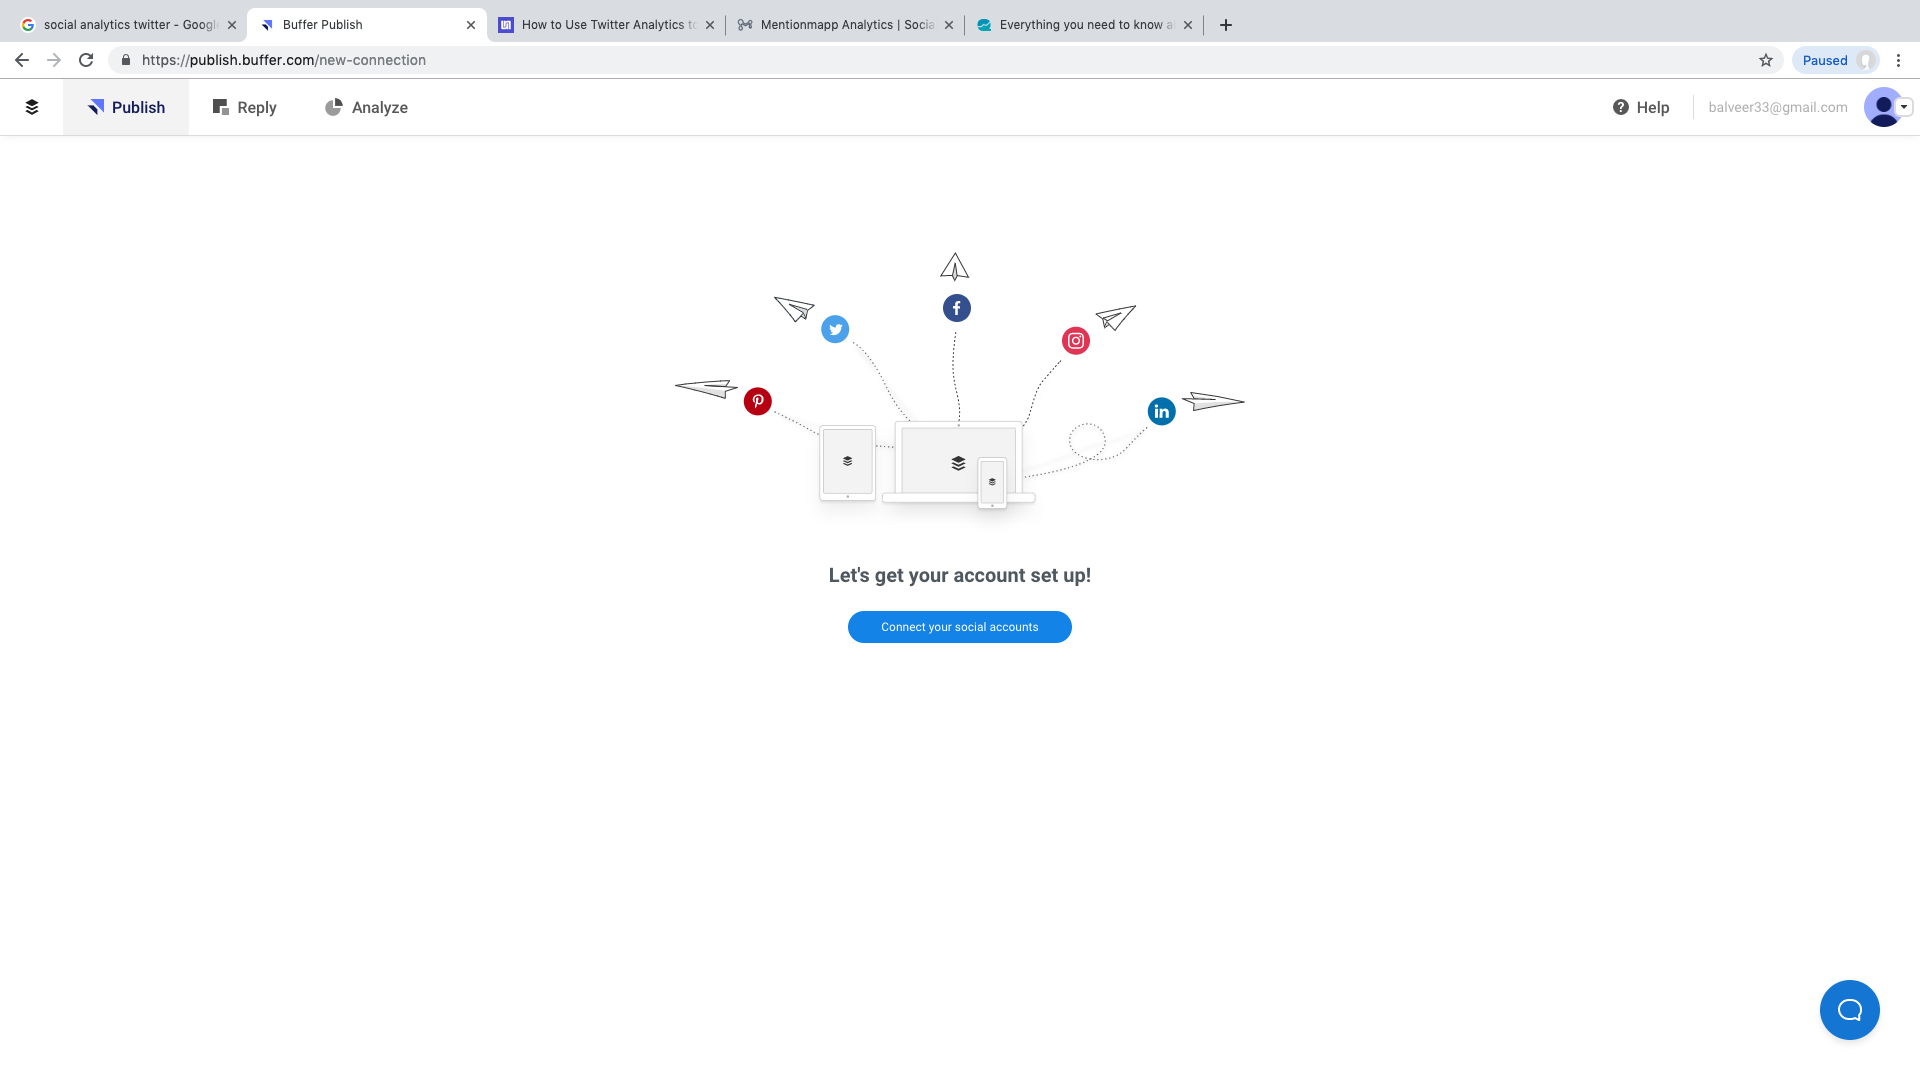 social analytics twitter - Googl
Buffer Publish
How to Use Twitter Analytics to
Mentionmapp Analytics | Socia
Everything you need to know a
https://publish.buffer.com/new-connection
Paused
Publish
Reply
Analyze
Help
balveer33@gmail.com
Let's get your account set up!
Connect your social accounts